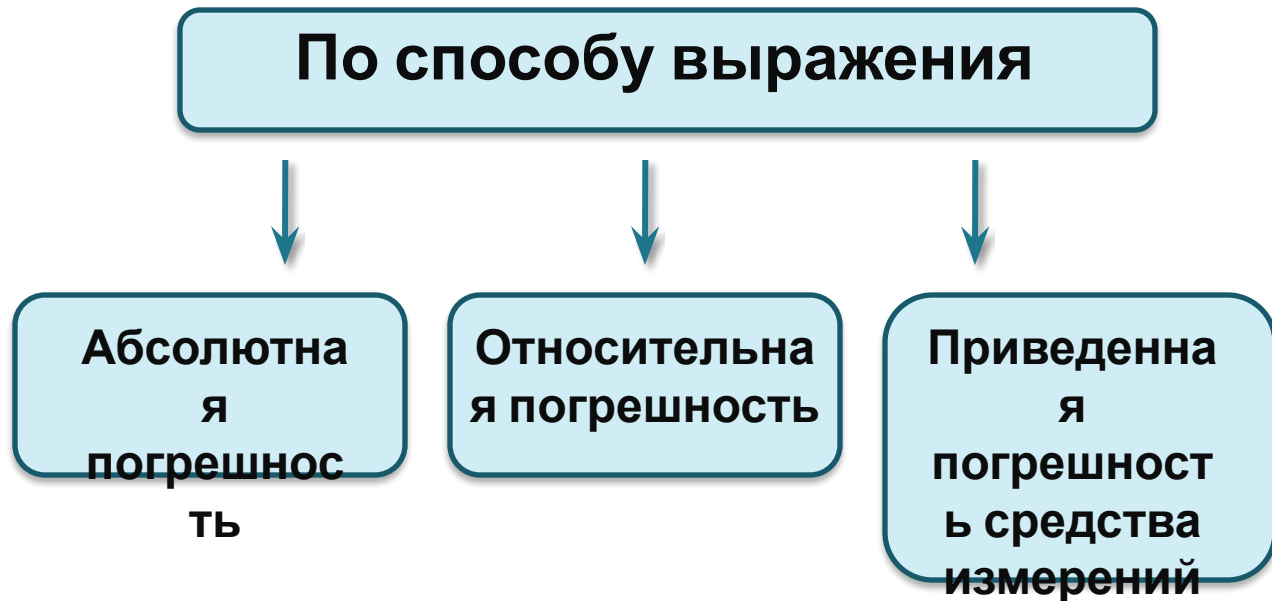 По способу выражения
Абсолютна
я
погрешнос
ть
Относительна
я погрешность
Приведенна
я
погрешност
ь средства
измерений